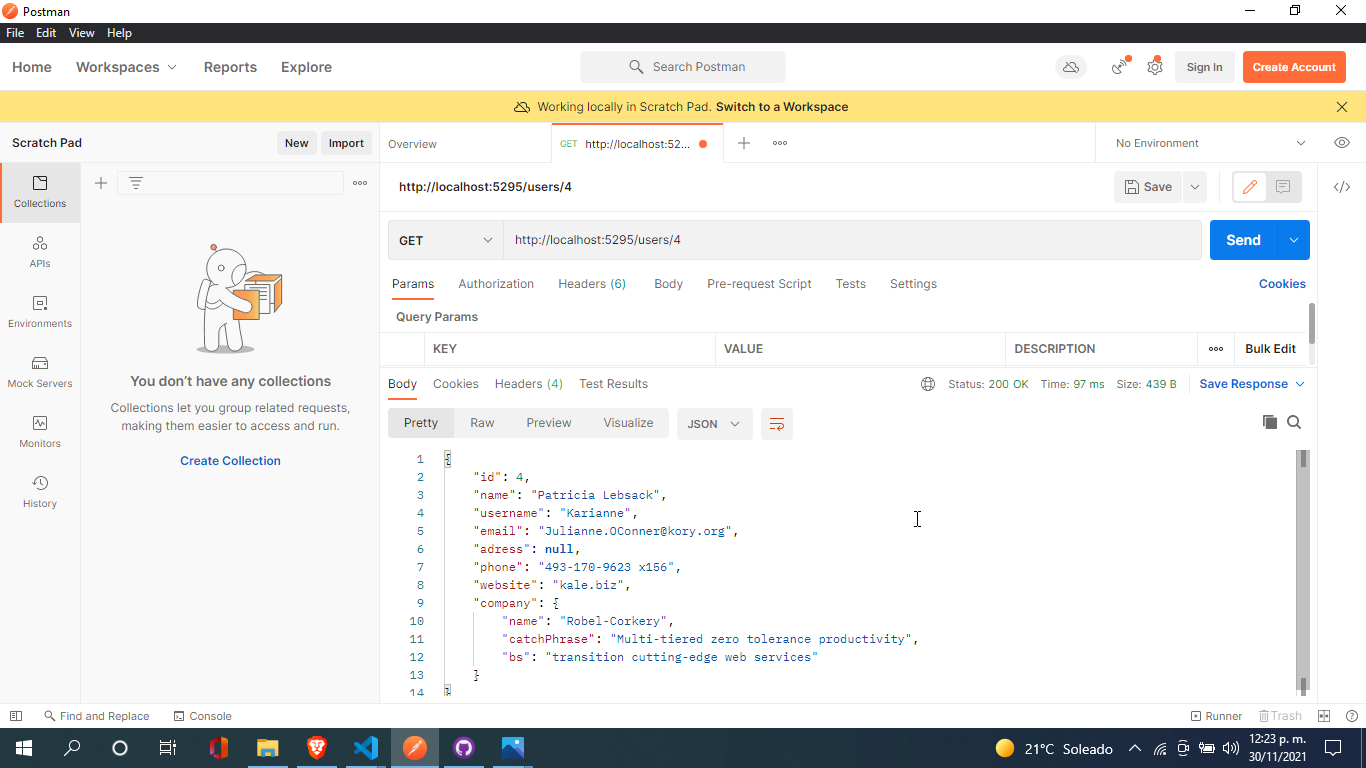 Postman
File Edit View Help
Home Workspaces Reports Explore Search Postman Sign In Create Account
Working locally in Scratch Pad. Switch to a Workspace
Scratch Pad New Import Overview GET http://localhost:52... No Environment
Collections
APIs
Environments
Mock Servers
Monitors
History
You don't have any collections
Collections let you group related requests,
making them easier to access and run.
Create Collection
http://localhost:5295/users/4 Save
GET http://localhost:5295/users/4 Send
Params Authorization Headers (6) Body Pre-request Script Tests Settings Cookies
Query Params
KEY VALUE DESCRIPTION Bulk Edit
Body Cookies Headers (4) Test Results Status: 200 OK Time: 97 ms Size: 439 B Save Response
Pretty Raw Preview Visualize JSON
1 {
2 "id": 4,
3 "name": "Patricia Lebsack",
4 "username": "Karianne",
5 "email": "Julianne.OConner@kory.org",
6 "adress": null,
7 "phone": "493-170-9623 x156",
8 "website": "kale.biz",
9 "company": {
10 "name": "Robel-Corkery",
11 "catchPhrase": "Multi-tiered zero tolerance productivity",
12 "bs": "transition cutting-edge web services"
13 }
14 }
Find and Replace Console Runner Trash
21°C Soleado 12:23 p. m.
30/11/2021